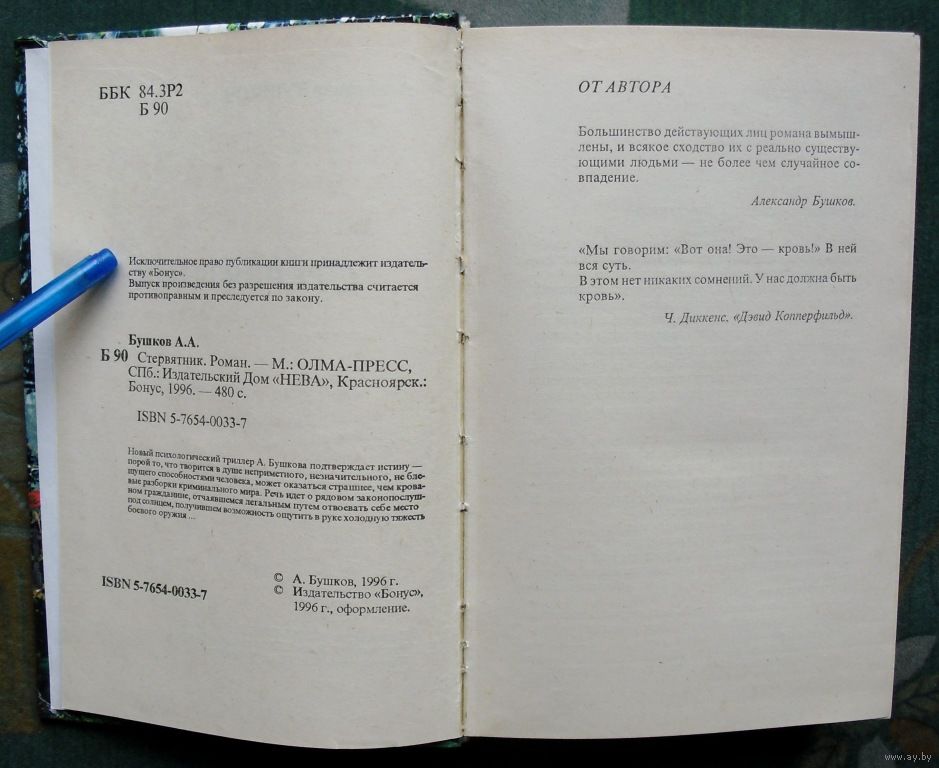 ББК 84.3Р2
Б 90
Исключительное право публикации книги принадлежит издатель-
ству «Бонус».
Выпуск произведения без разрешения издательства считается
противоправным и преследуется по закону.
Бушков А.А.
Б 90 Стервятник. Роман. — М.: ОЛМА-ПРЕСС,
СПб.: Издательский Дом «НЕВА», Красноярск.:
Бонус, 1996. — 480 с.
ISBN 5-7654-0033-7
Новый психологический триллер А. Бушкова подтверждает истину —
порой то, что творится в душе неприметного, незначительного, не бле-
щущего способностями человека, может оказаться страшнее, чем крова-
вые разборки криминального мира. Речь идет о рядовом законопослуш-
ном гражданине, отчаявшемся легальным путем отвоевать себе место
под солнцем, получившем возможность ощутить в руке холодную тяжесть
боевого оружия ...
ISBN 5-7654-0033-7
© А. Бушков, 1996 г.
© Издательство «Бонус»,
1996 г., оформление.
ОТ АВТОРА
Большинство действующих лиц романа вымыш-
лены, и всякое сходство их с реально существу-
ющими людьми — не более чем случайное со-
впадение.
Александр Бушков.
«Мы говорим: «Вот она! Это — кровь!» В ней
вся суть.
В этом нет никаких сомнений. У нас должна быть
кровь».
Ч. Диккенс. «Дэвид Копперфильд».
www.ay.by